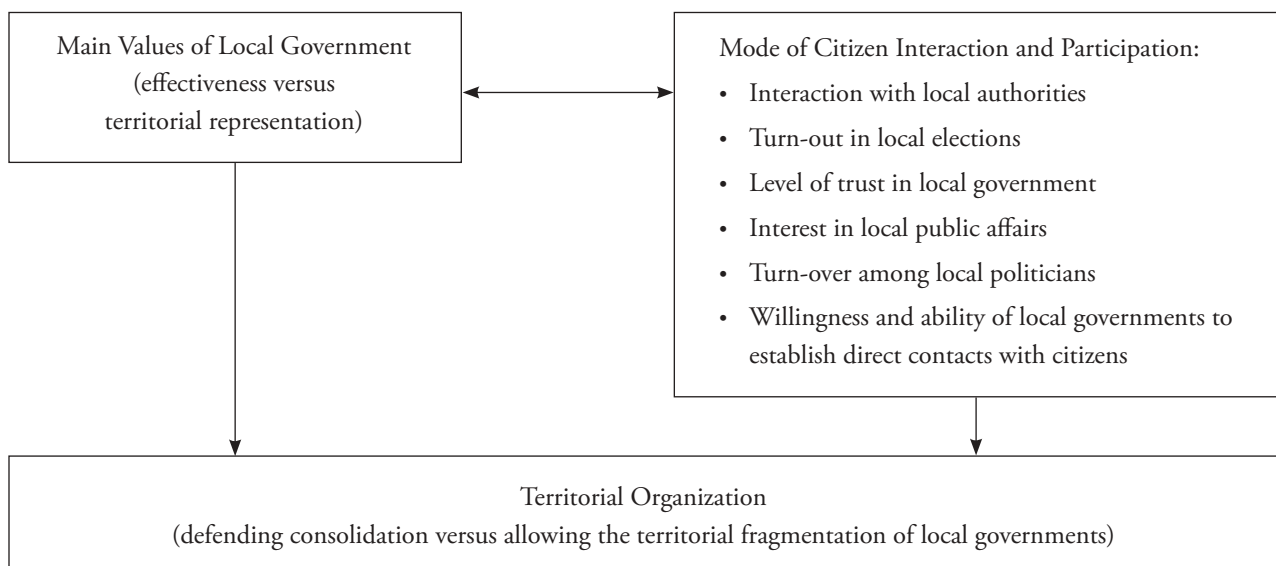 Main Values of Local Government
(effectiveness versus
territorial representation)
Mode of Citizen Interaction and Participation:
• Interaction with local authorities
• Turn-out in local elections
• Level of trust in local government
• Interest in local public affairs
• Turn-over among local politicians
• Willingness and ability of local governments to
establish direct contacts with citizens
Territorial Organization
(defending consolidation versus allowing the territorial fragmentation of local governments)